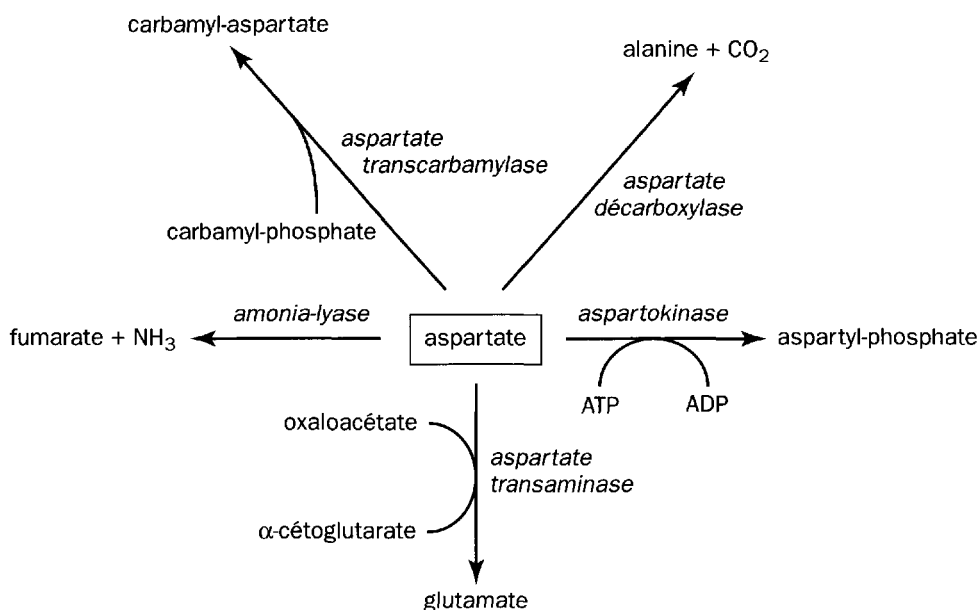 carbamyl-aspartate
alanine + CO₂
aspartate
transcarbamylase
aspartate
décarboxylase
carbamyl-phosphate
amonia-lyase
aspartokinase
fumarate + NH₃
aspartate
aspartyl-phosphate
ATP
ADP
oxaloacétate
aspartate
transaminase
α-cétoglutarate
glutamate